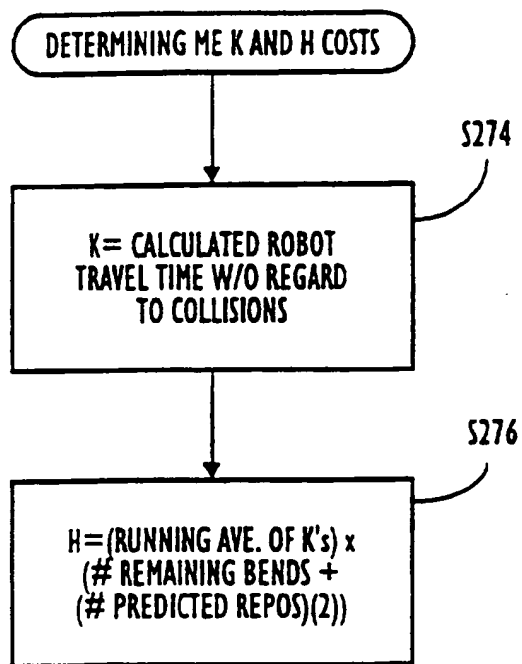 DETERMINING ME K AND H COSTS
S274
K= CALCULATED ROBOT
TRAVEL TIME W/O REGARD
TO COLLISIONS
S276
H=(RUNNING AVE. OF K's) x
(# REMAINING BENDS +
(# PREDICTED REPOS)(2))